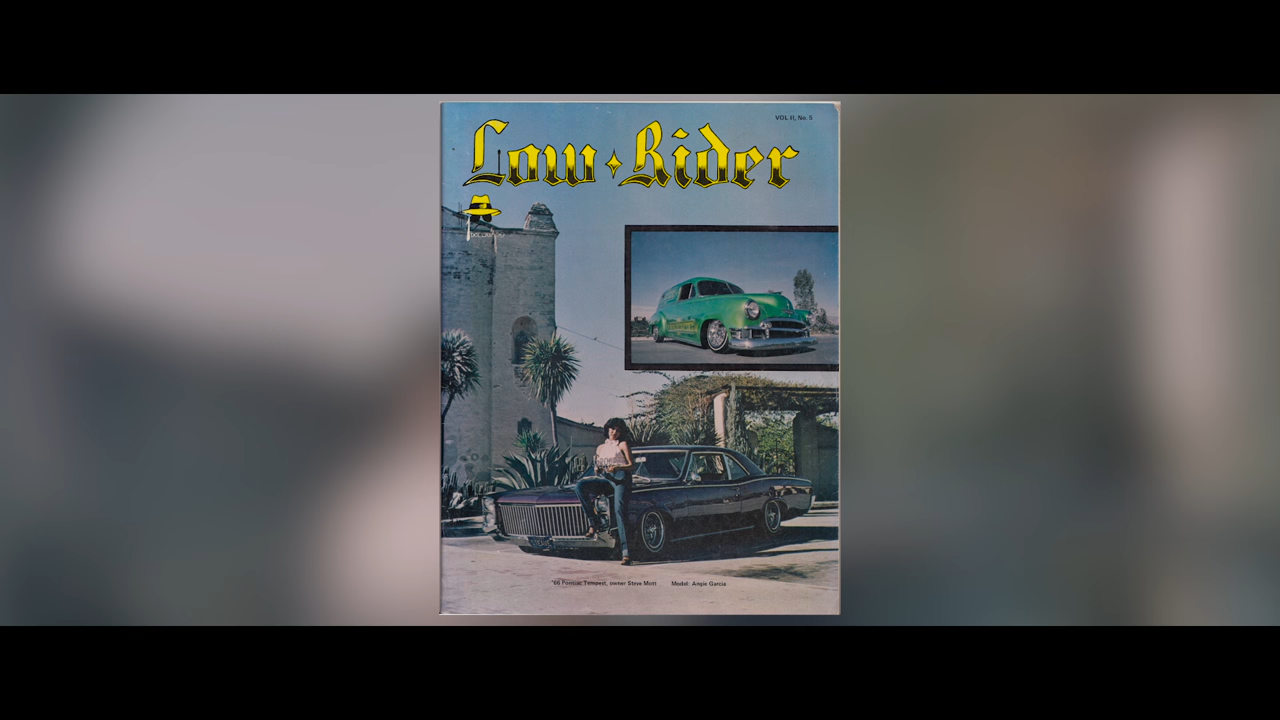 VOL II, No. 5
Low Rider
'66 Pontiac Tempest, owner Steve Mott Model: Angie Garcia